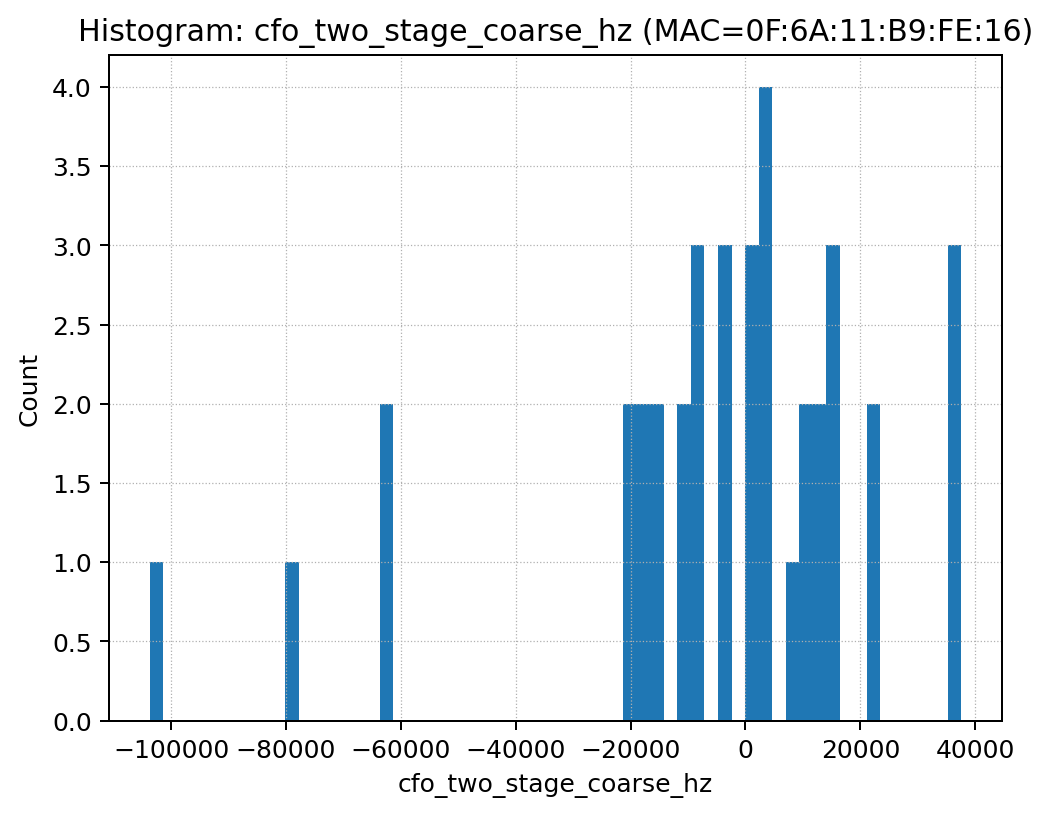 Histogram: cfo_two_stage_coarse_hz (MAC=0F:6A:11:B9:FE:16)
4.0
3.5
3.0
2.5
2.0
1.5
1.0
0.5
0.0
Count
−100000 −80000 −60000 −40000 −20000 0 20000 40000
cfo_two_stage_coarse_hz